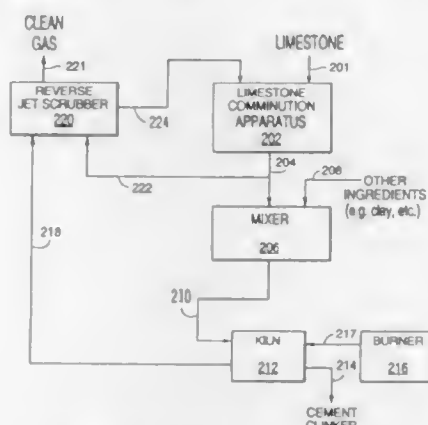 CLEAN
GAS
221
REVERSE
JET SCRUBBER
220
224
LIMESTONE
201
LIMESTONE
COMMINUTION
APPARATUS
202
204
222
208
OTHER
INGREDIENTS
(e.g. clay, etc.)
MIXER
206
218
210
KILN
212
217
BURNER
216
214
CEMENT
CLINKER